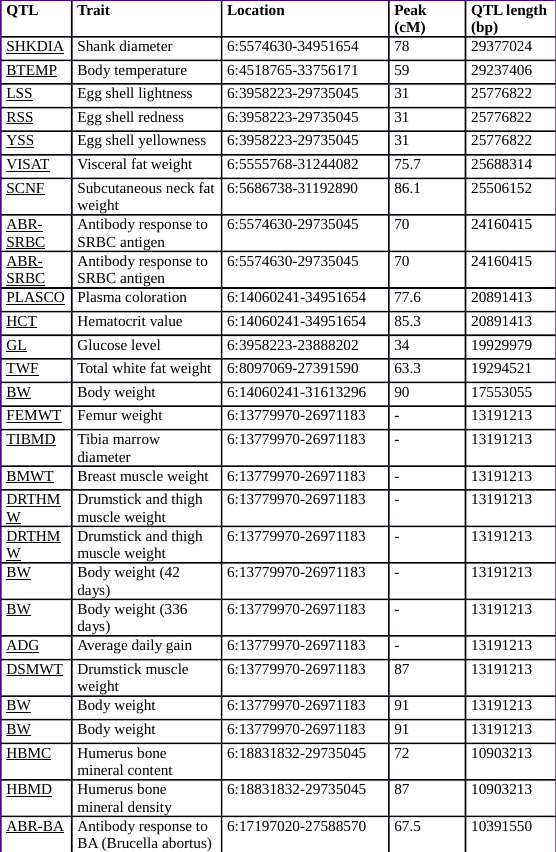 QTL Trait Location Peak (cM) QTL length (bp)
SHKDIA Shank diameter 6:5574630-34951654 78 29377024
BTEMP Body temperature 6:4518765-33756171 59 29237406
LSS Egg shell lightness 6:3958223-29735045 31 25776822
RSS Egg shell redness 6:3958223-29735045 31 25776822
YSS Egg shell yellowness 6:3958223-29735045 31 25776822
VISAT Visceral fat weight 6:5555768-31244082 75.7 25688314
SCNF Subcutaneous neck fat weight 6:5686738-31192890 86.1 25506152
ABR-SRBC Antibody response to SRBC antigen 6:5574630-29735045 70 24160415
ABR-SRBC Antibody response to SRBC antigen 6:5574630-29735045 70 24160415
PLASCO Plasma coloration 6:14060241-34951654 77.6 20891413
HCT Hematocrit value 6:14060241-34951654 85.3 20891413
GL Glucose level 6:3958223-23888202 34 19929979
TWF Total white fat weight 6:8097069-27391590 63.3 19294521
BW Body weight 6:14060241-31613296 90 17553055
FEMWT Femur weight 6:13779970-26971183 - 13191213
TIBMD Tibia marrow diameter 6:13779970-26971183 - 13191213
BMWT Breast muscle weight 6:13779970-26971183 - 13191213
DRTHMW Drumstick and thigh muscle weight 6:13779970-26971183 - 13191213
DRTHMW Drumstick and thigh muscle weight 6:13779970-26971183 - 13191213
BW Body weight (42 days) 6:13779970-26971183 - 13191213
BW Body weight (336 days) 6:13779970-26971183 - 13191213
ADG Average daily gain 6:13779970-26971183 - 13191213
DSMWT Drumstick muscle weight 6:13779970-26971183 87 13191213
BW Body weight 6:13779970-26971183 91 13191213
BW Body weight 6:13779970-26971183 91 13191213
HBMC Humerus bone mineral content 6:18831832-29735045 72 10903213
HBMD Humerus bone mineral density 6:18831832-29735045 87 10903213
ABR-BA Antibody response to BA (Brucella abortus) 6:17197020-27588570 67.5 10391550